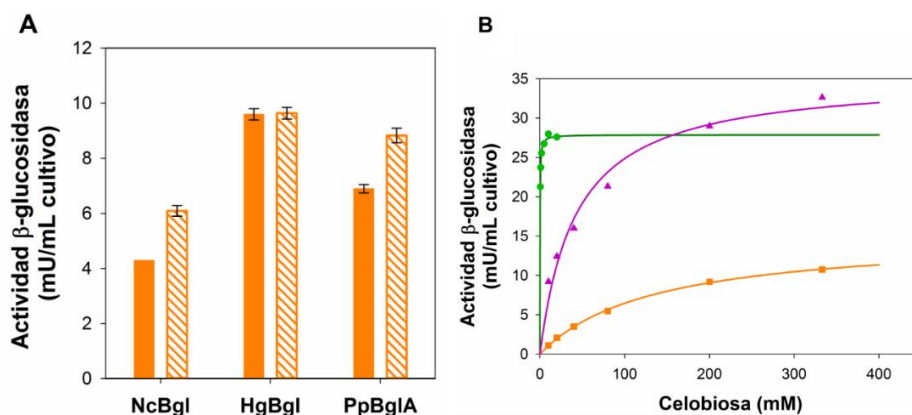 A
Actividad β-glucosidasa
(mU/mL cultivo)
12
10
8
6
4
2
0
NcBgl HgBgl PpBglA
B
Actividad β-glucosidasa
(mU/mL cultivo)
35
30
25
20
15
10
5
0
0 100 200 300 400
Celobiosa (mM)